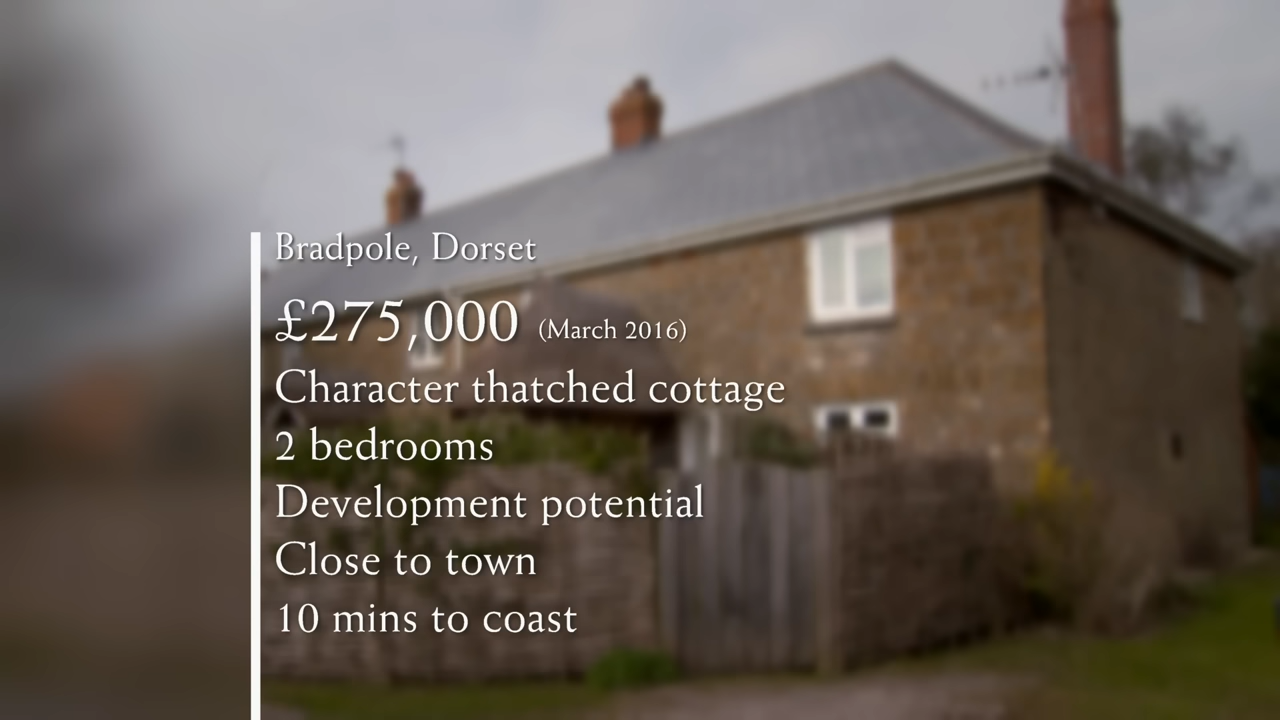 Bradpole, Dorset
£275,000 (March 2016)
Character thatched cottage
2 bedrooms
Development potential
Close to town
10 mins to coast